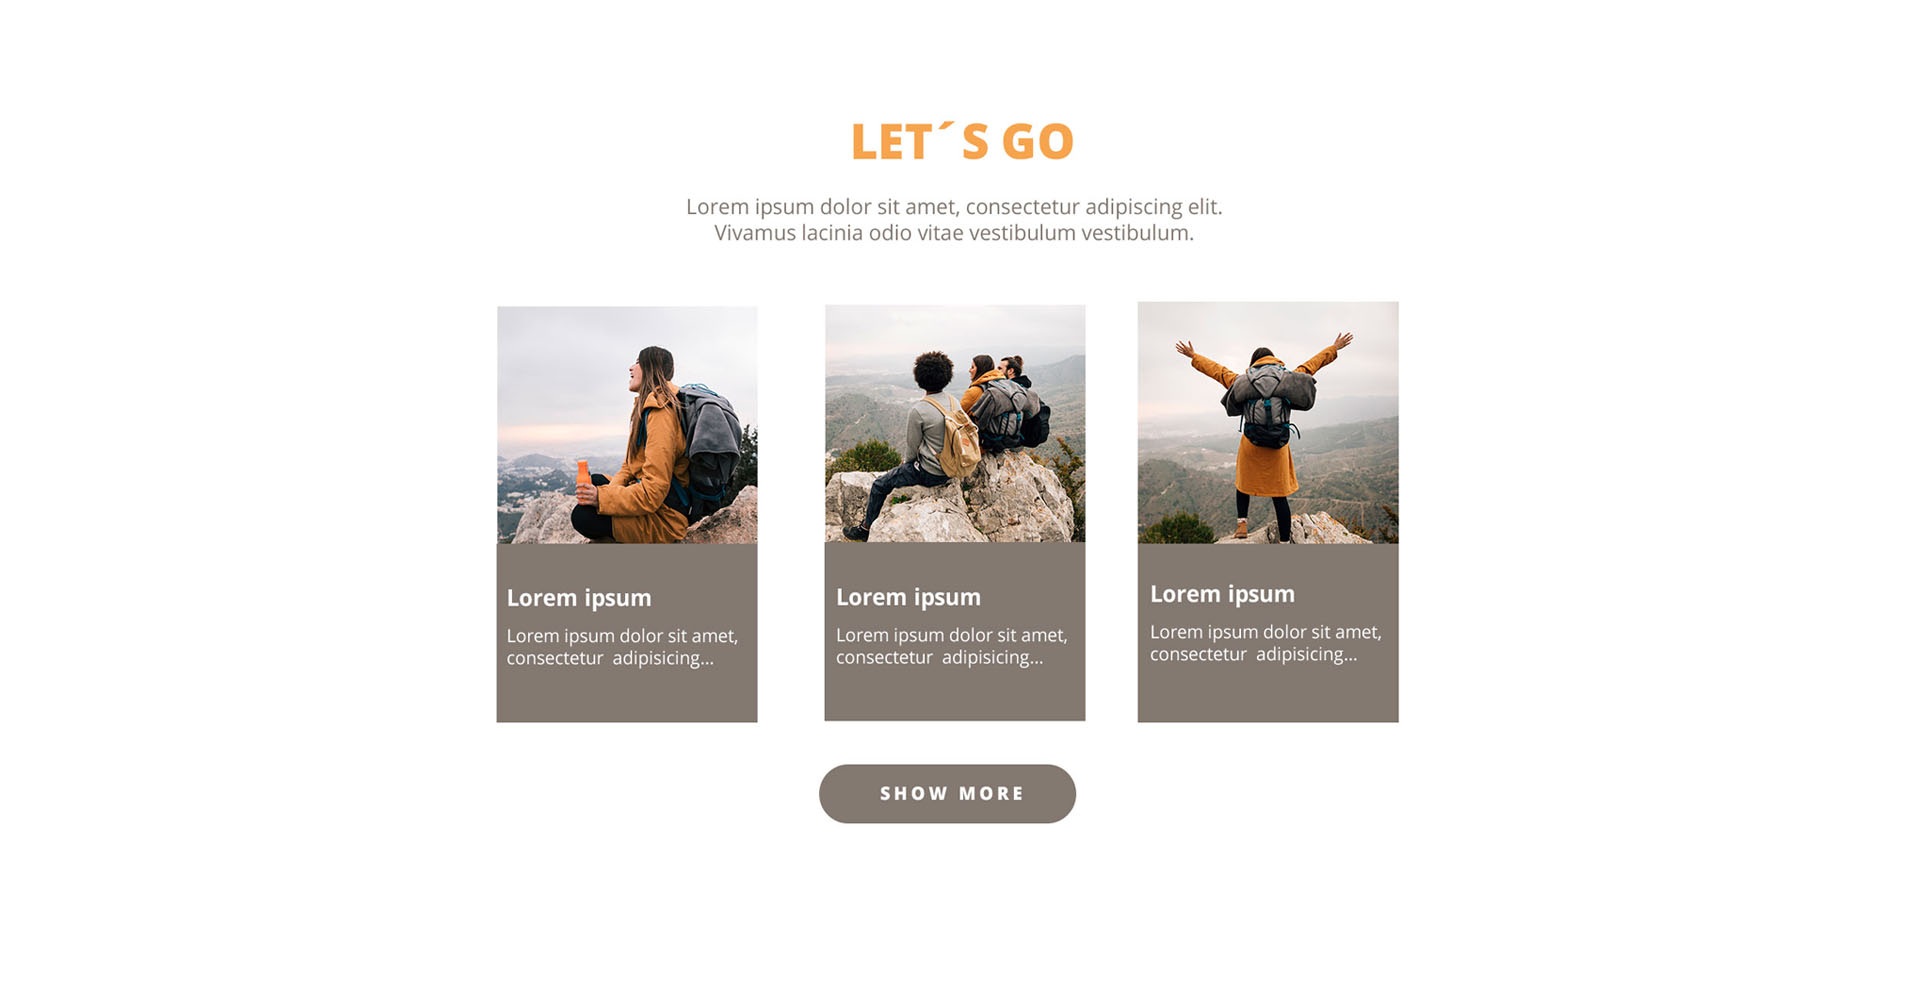 LET´S GO
Lorem ipsum dolor sit amet, consectetur adipiscing elit.
Vivamus lacinia odio vitae vestibulum vestibulum.
Lorem ipsum
Lorem ipsum dolor sit amet,
consectetur  adipisicing...
Lorem ipsum
Lorem ipsum dolor sit amet,
consectetur  adipisicing...
Lorem ipsum
Lorem ipsum dolor sit amet,
consectetur  adipisicing...
SHOW MORE